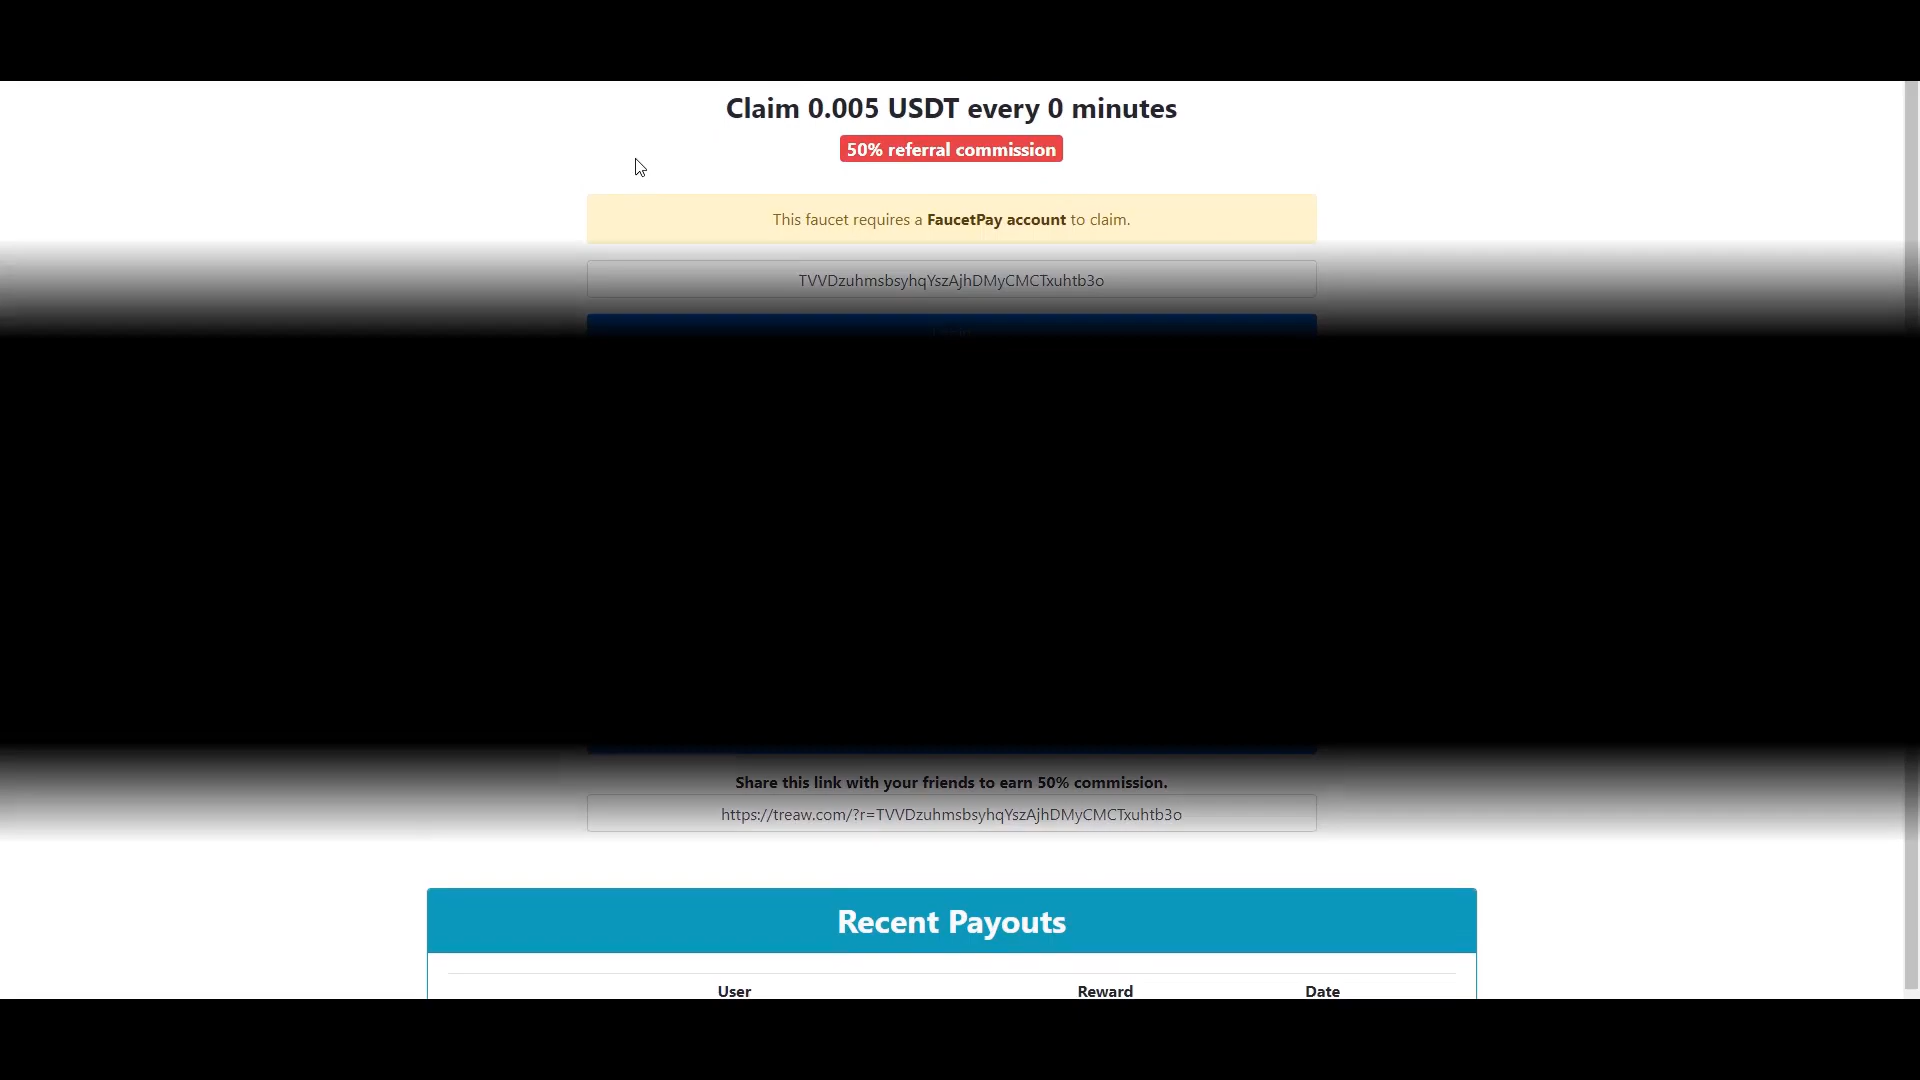 Claim 0.005 USDT every 0 minutes
50% referral commission
This faucet requires a FaucetPay account to claim.
TVVDzuhmsbsyhqYszAjhDMyCMCTxuhtb3o
Share this link with your friends to earn 50% commission.
https://treaw.com/?r=TVVDzuhmsbsyhqYszAjhDMyCMCTxuhtb3o
Recent Payouts
User Reward Date